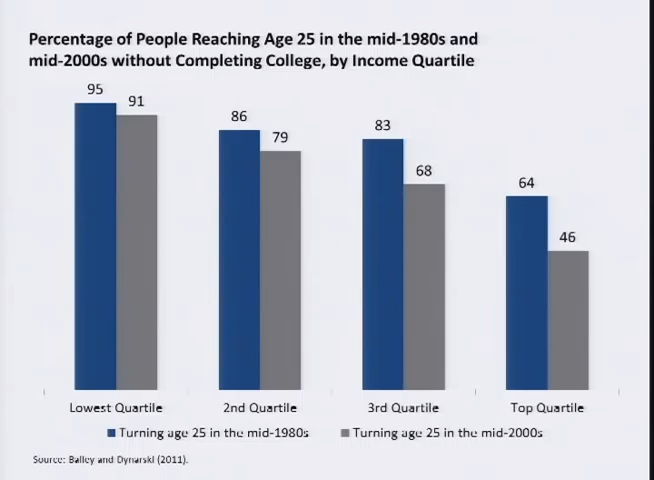 Percentage of People Reaching Age 25 in the mid-1980s and
mid-2000s without Completing College, by Income Quartile
95
91
86
79
83
68
64
46
Lowest Quartile
2nd Quartile
3rd Quartile
Top Quartile
Turning age 25 in the mid-1980s
Turning age 25 in the mid-2000s
Source: Bailey and Dynarski (2011).